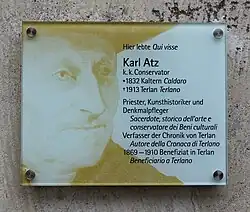 Hier lebte Qui visse
Karl Atz
k. k. Conservator
*1832 Kaltern Caldaro
†1913 Terlan Terlano
Priester, Kunsthistoriker und
Denkmalpfleger
Sacerdote, storico dell'arte e
conservatore dei Beni culturali
Verfasser der Chronik von Terlan
Autore della Cronaca di Terlano
1869 – 1910 Benefiziat in Terlan
Beneficiario a Terlano